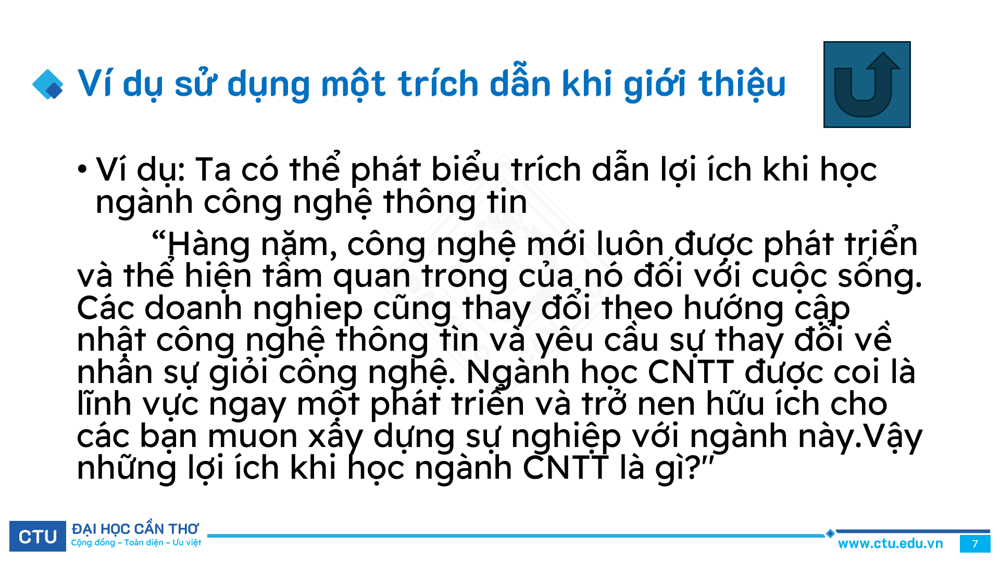 Ví dụ sử dụng một trích dẫn khi giới thiệu
• Ví dụ: Ta có thể phát biểu trích dẫn lợi ích khi học
ngành công nghệ thông tin
“Hàng nặm, công nghệ mới luôn được phát triển
và thể hiện tầm quan trong của nó đối với cuộc sống.
Các doanh nghiep cũng thay đổi theo hướng cập
nhật công nghệ thông tìn và yêu cầu sự thay đổi về
nhân sự giỏi công nghệ. Ngành học CNTT được coi là
lĩnh vực ngay một phát triển và trở nen hữu ích cho
các bạn muon xây dựng sự nghiệp với ngành này.Vậy
những lợi ích khi học ngành CNTT là gì?"
CTU
ĐẠI HỌC CẦN THƠ
Cộng đồng – Toàn diện – Ưu việt
www.ctu.edu.vn
7